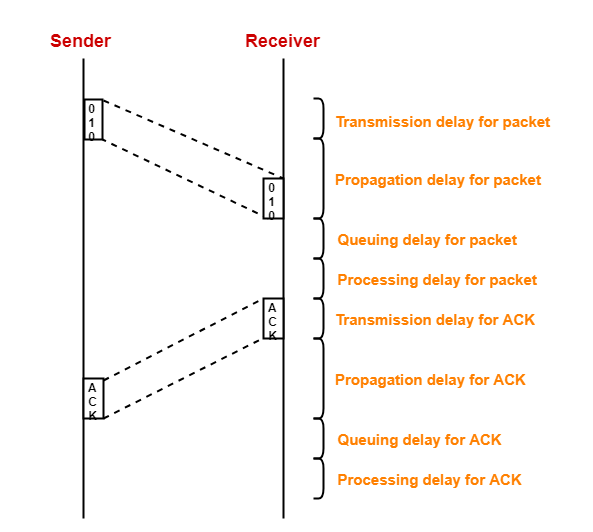 Sender
Receiver
0
1
0
Transmission delay for packet
Propagation delay for packet
0
1
0
Queuing delay for packet
Processing delay for packet
A
C
K
Transmission delay for ACK
Propagation delay for ACK
A
C
K
Queuing delay for ACK
Processing delay for ACK